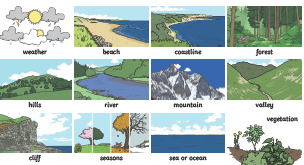 weather
beach
coastline
forest
hills
river
mountain
valley
cliff
seasons
sea or ocean
vegetation